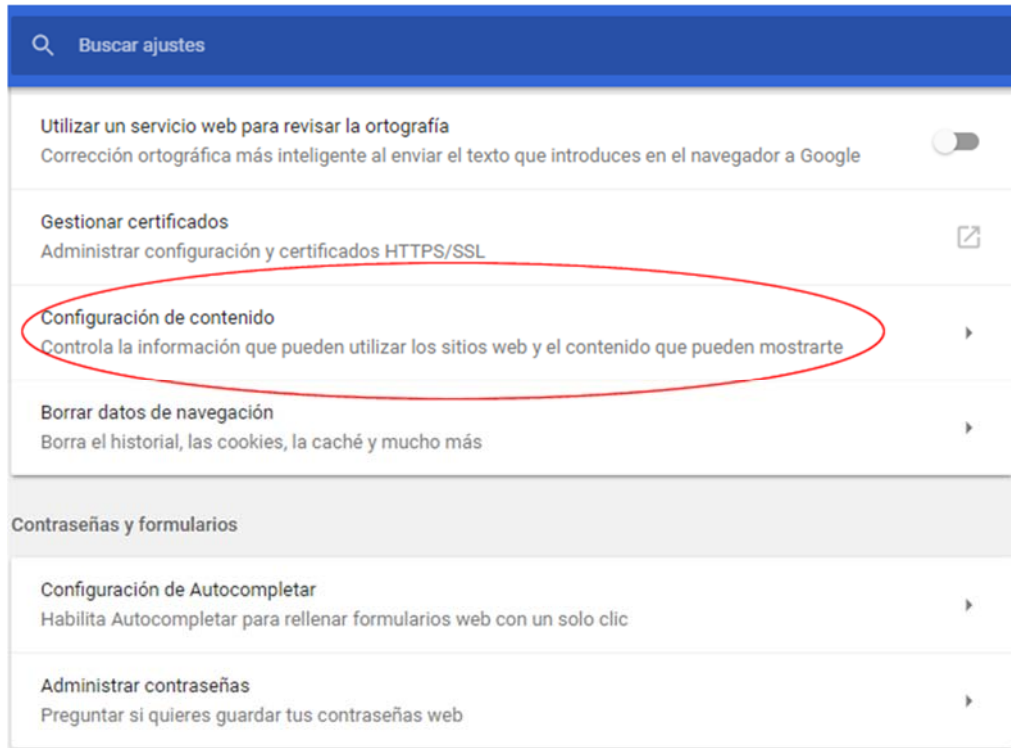 Buscar ajustes
Utilizar un servicio web para revisar la ortografía
Corrección ortográfica más inteligente al enviar el texto que introduces en el navegador a Google
Gestionar certificados
Administrar configuración y certificados HTTPS/SSL
Configuración de contenido
Controla la información que pueden utilizar los sitios web y el contenido que pueden mostrarte
Borrar datos de navegación
Borra el historial, las cookies, la caché y mucho más
Contraseñas y formularios
Configuración de Autocompletar
Habilita Autocompletar para rellenar formularios web con un solo clic
Administrar contraseñas
Preguntar si quieres guardar tus contraseñas web